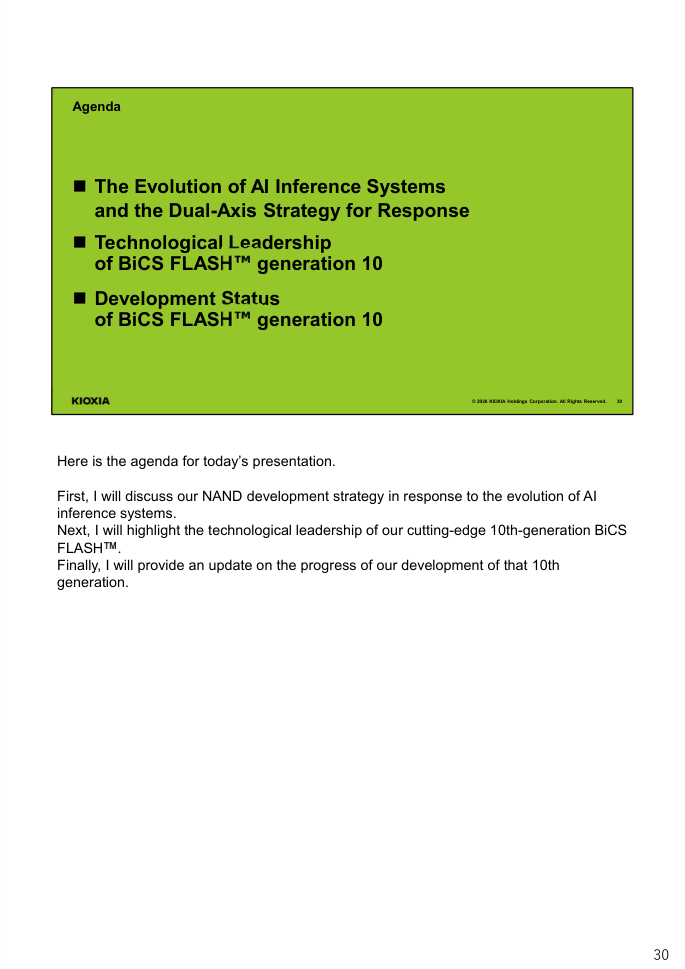 Agenda
■ The Evolution of AI Inference Systems
and the Dual-Axis Strategy for Response
■ Technological Leadership
of BiCS FLASH™ generation 10
■ Development Status
of BiCS FLASH™ generation 10
KIOXIA
© 2026 KIOXIA Holdings Corporation. All Rights Reserved. 30
Here is the agenda for today’s presentation.
First, I will discuss our NAND development strategy in response to the evolution of AI
inference systems.
Next, I will highlight the technological leadership of our cutting-edge 10th-generation BiCS
FLASH™.
Finally, I will provide an update on the progress of our development of that 10th
generation.
30